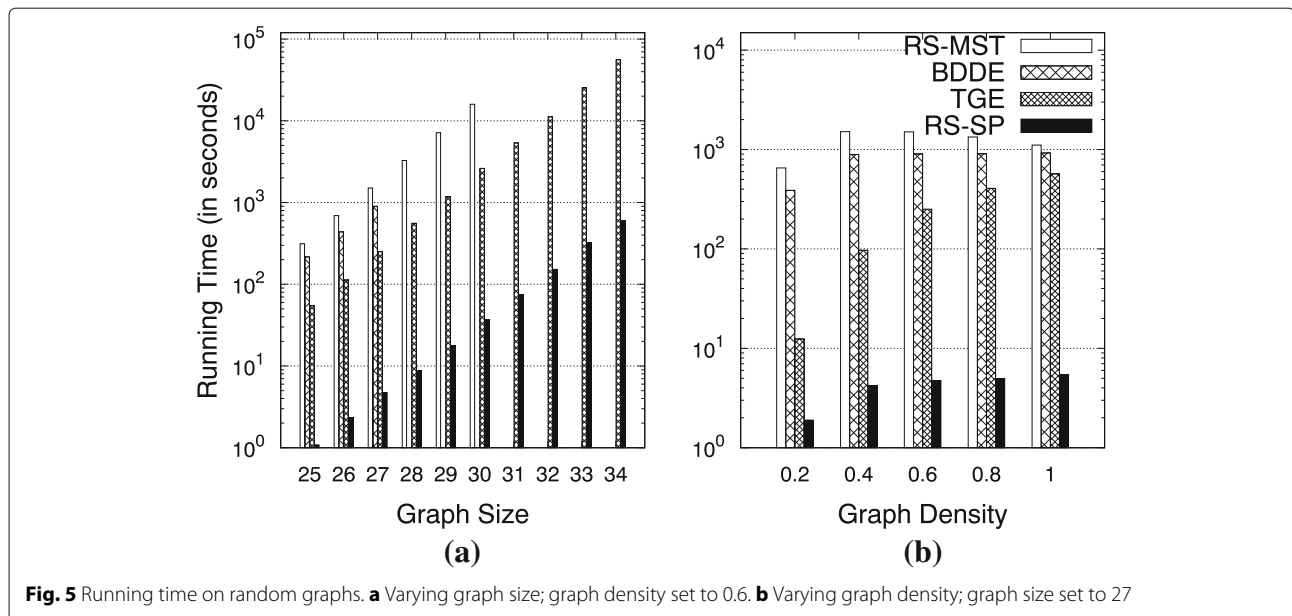 10^5
10^4
10^3
10^2
10^1
10^0
Running Time (in seconds)
25 26 27 28 29 30 31 32 33 34
Graph Size
(a)
10^4
10^3
10^2
10^1
10^0
RS-MST
BDDE
TGE
RS-SP
0.2 0.4 0.6 0.8 1
Graph Density
(b)
Fig. 5 Running time on random graphs. a Varying graph size; graph density set to 0.6. b Varying graph density; graph size set to 27